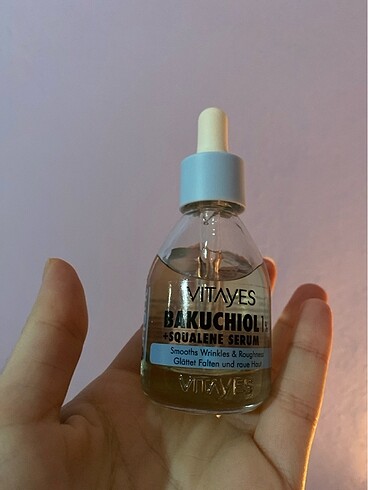 VITAYES
BAKUCHIOL
+SQUALENE SERUM
Smooths Wrinkles & Roughness
Glättet Falten und raue Haut
VITAYES